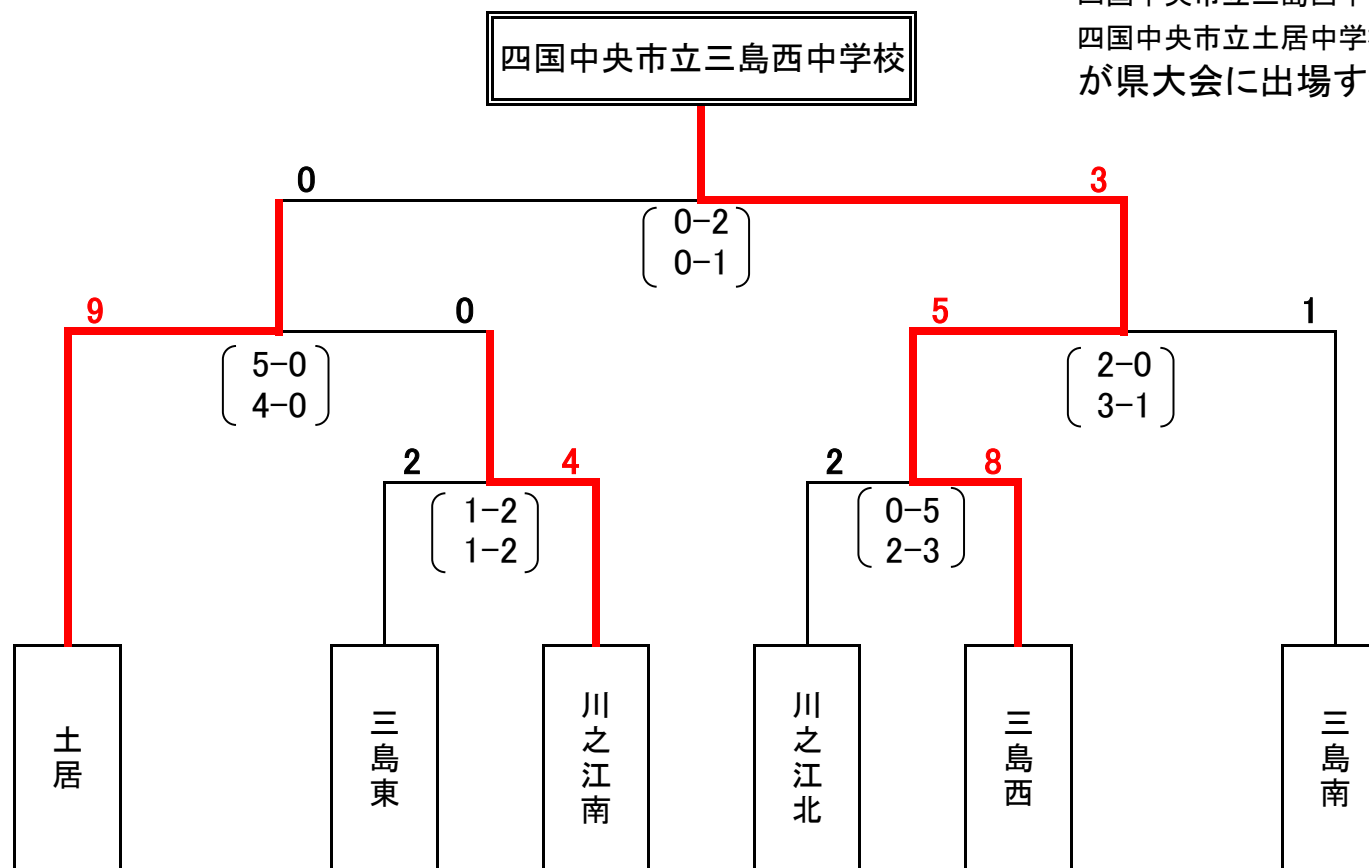 四国中央市立土居中学
が県大会に出場す
四国中央市立三島西中学校
0
3
0-2
0-1
9
0
5
1
5-0
4-0
2-0
3-1
2
4
2
8
1-2
1-2
0-5
2-3
土居
三島東
川之江南
川之江北
三島西
三島南